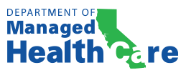 DEPARTMENT OF
Managed
Health Care